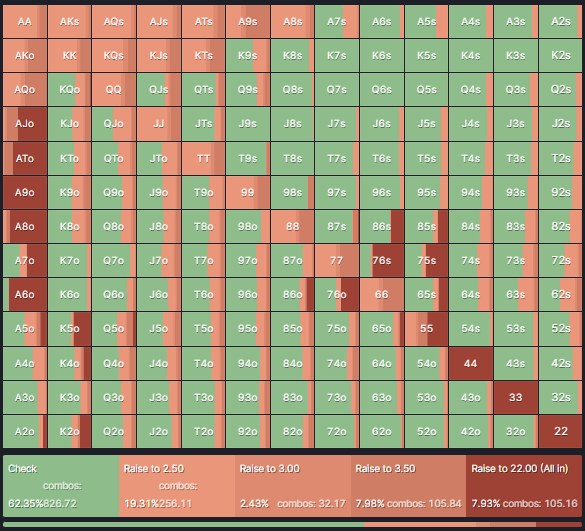 AA AKs AQs AJs ATs A9s A8s A7s A6s A5s A4s A3s A2s
AKo KK KQs KJs KTs K9s K8s K7s K6s K5s K4s K3s K2s
AQo KQo QQ QJs QTs Q9s Q8s Q7s Q6s Q5s Q4s Q3s Q2s
AJo KJo QJo JJ JTs J9s J8s J7s J6s J5s J4s J3s J2s
ATo KTo QTo JTo TT T9s T8s T7s T6s T5s T4s T3s T2s
A9o K9o Q9o J9o T9o 99 98s 97s 96s 95s 94s 93s 92s
A8o K8o Q8o J8o T8o 98o 88 87s 86s 85s 84s 83s 82s
A7o K7o Q7o J7o T7o 97o 87o 77 76s 75s 74s 73s 72s
A6o K6o Q6o J6o T6o 96o 86o 76o 66 65s 64s 63s 62s
A5o K5o Q5o J5o T5o 95o 85o 75o 65o 55 54s 53s 52s
A4o K4o Q4o J4o T4o 94o 84o 74o 64o 54o 44 43s 42s
A3o K3o Q3o J3o T3o 93o 83o 73o 63o 53o 43o 33 32s
A2o K2o Q2o J2o T2o 92o 82o 72o 62o 52o 42o 32o 22
Check Raise to 2.50 Raise to 3.00 Raise to 3.50 Raise to 22.00 (All in)
combos: combos:
62.35% 826.72 19.31% 256.11 2.43% combos: 32.17 7.98% combos: 105.84 7.93% combos: 105.16